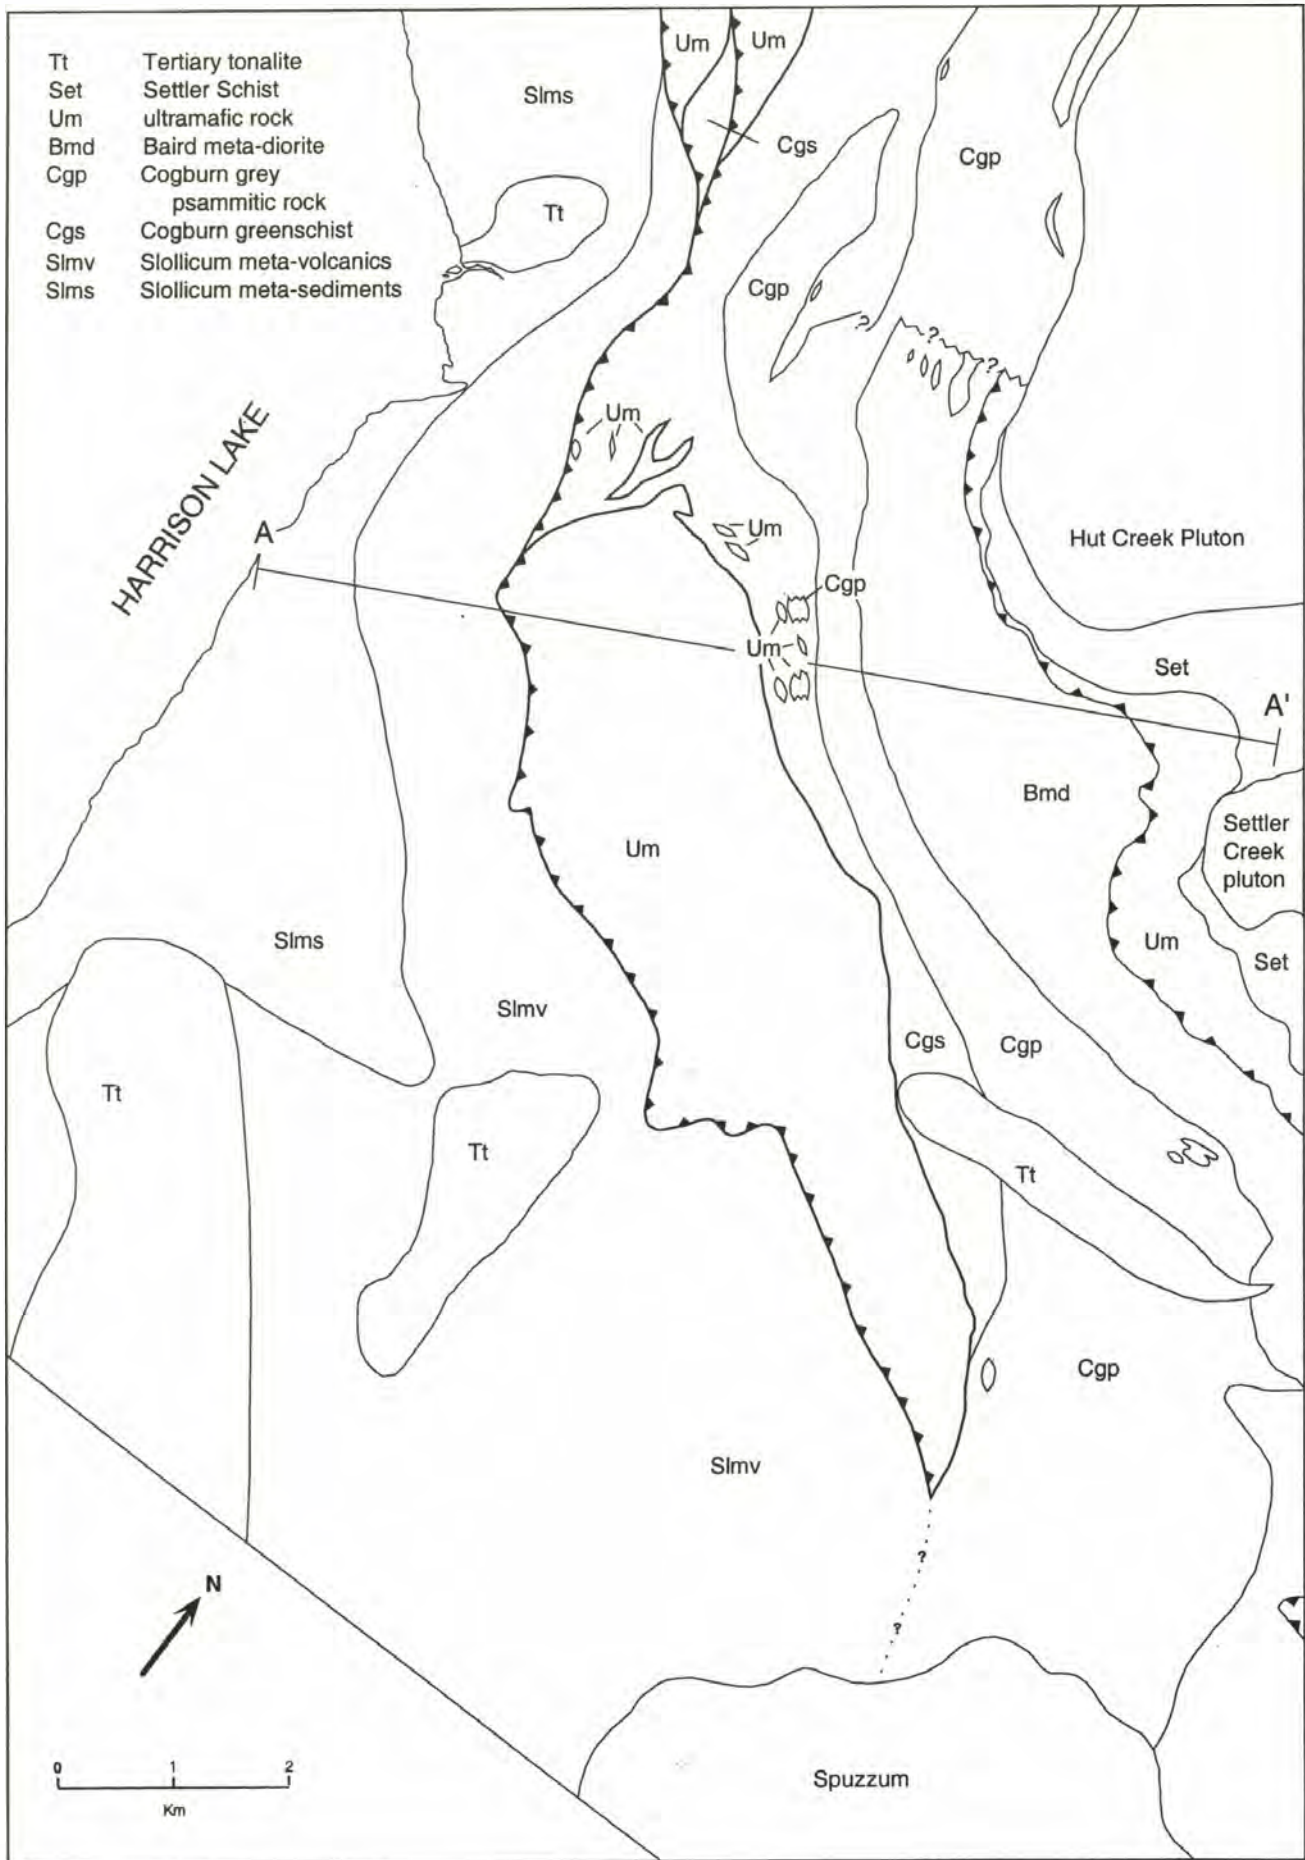 Tt Tertiary tonalite
Set Settler Schist
Um ultramafic rock
Bmd Baird meta-diorite
Cgp Cogburn grey
psammitic rock
Cgs Cogburn greenschist
Slmv Slollicum meta-volcanics
Slms Slollicum meta-sediments
Um
Um
Slms
Cgs
Cgp
Tt
Cgp
?
?
?
Um
HARRISON LAKE
A
Um
Hut Creek Pluton
Cgp
Um
Set
A'
Bmd
Settler
Creek
pluton
Um
Slms
Um
Set
Slmv
Cgs
Cgp
Tt
Tt
Tt
Cgp
Slmv
?
N
?
0 1 2
Km
Spuzzum